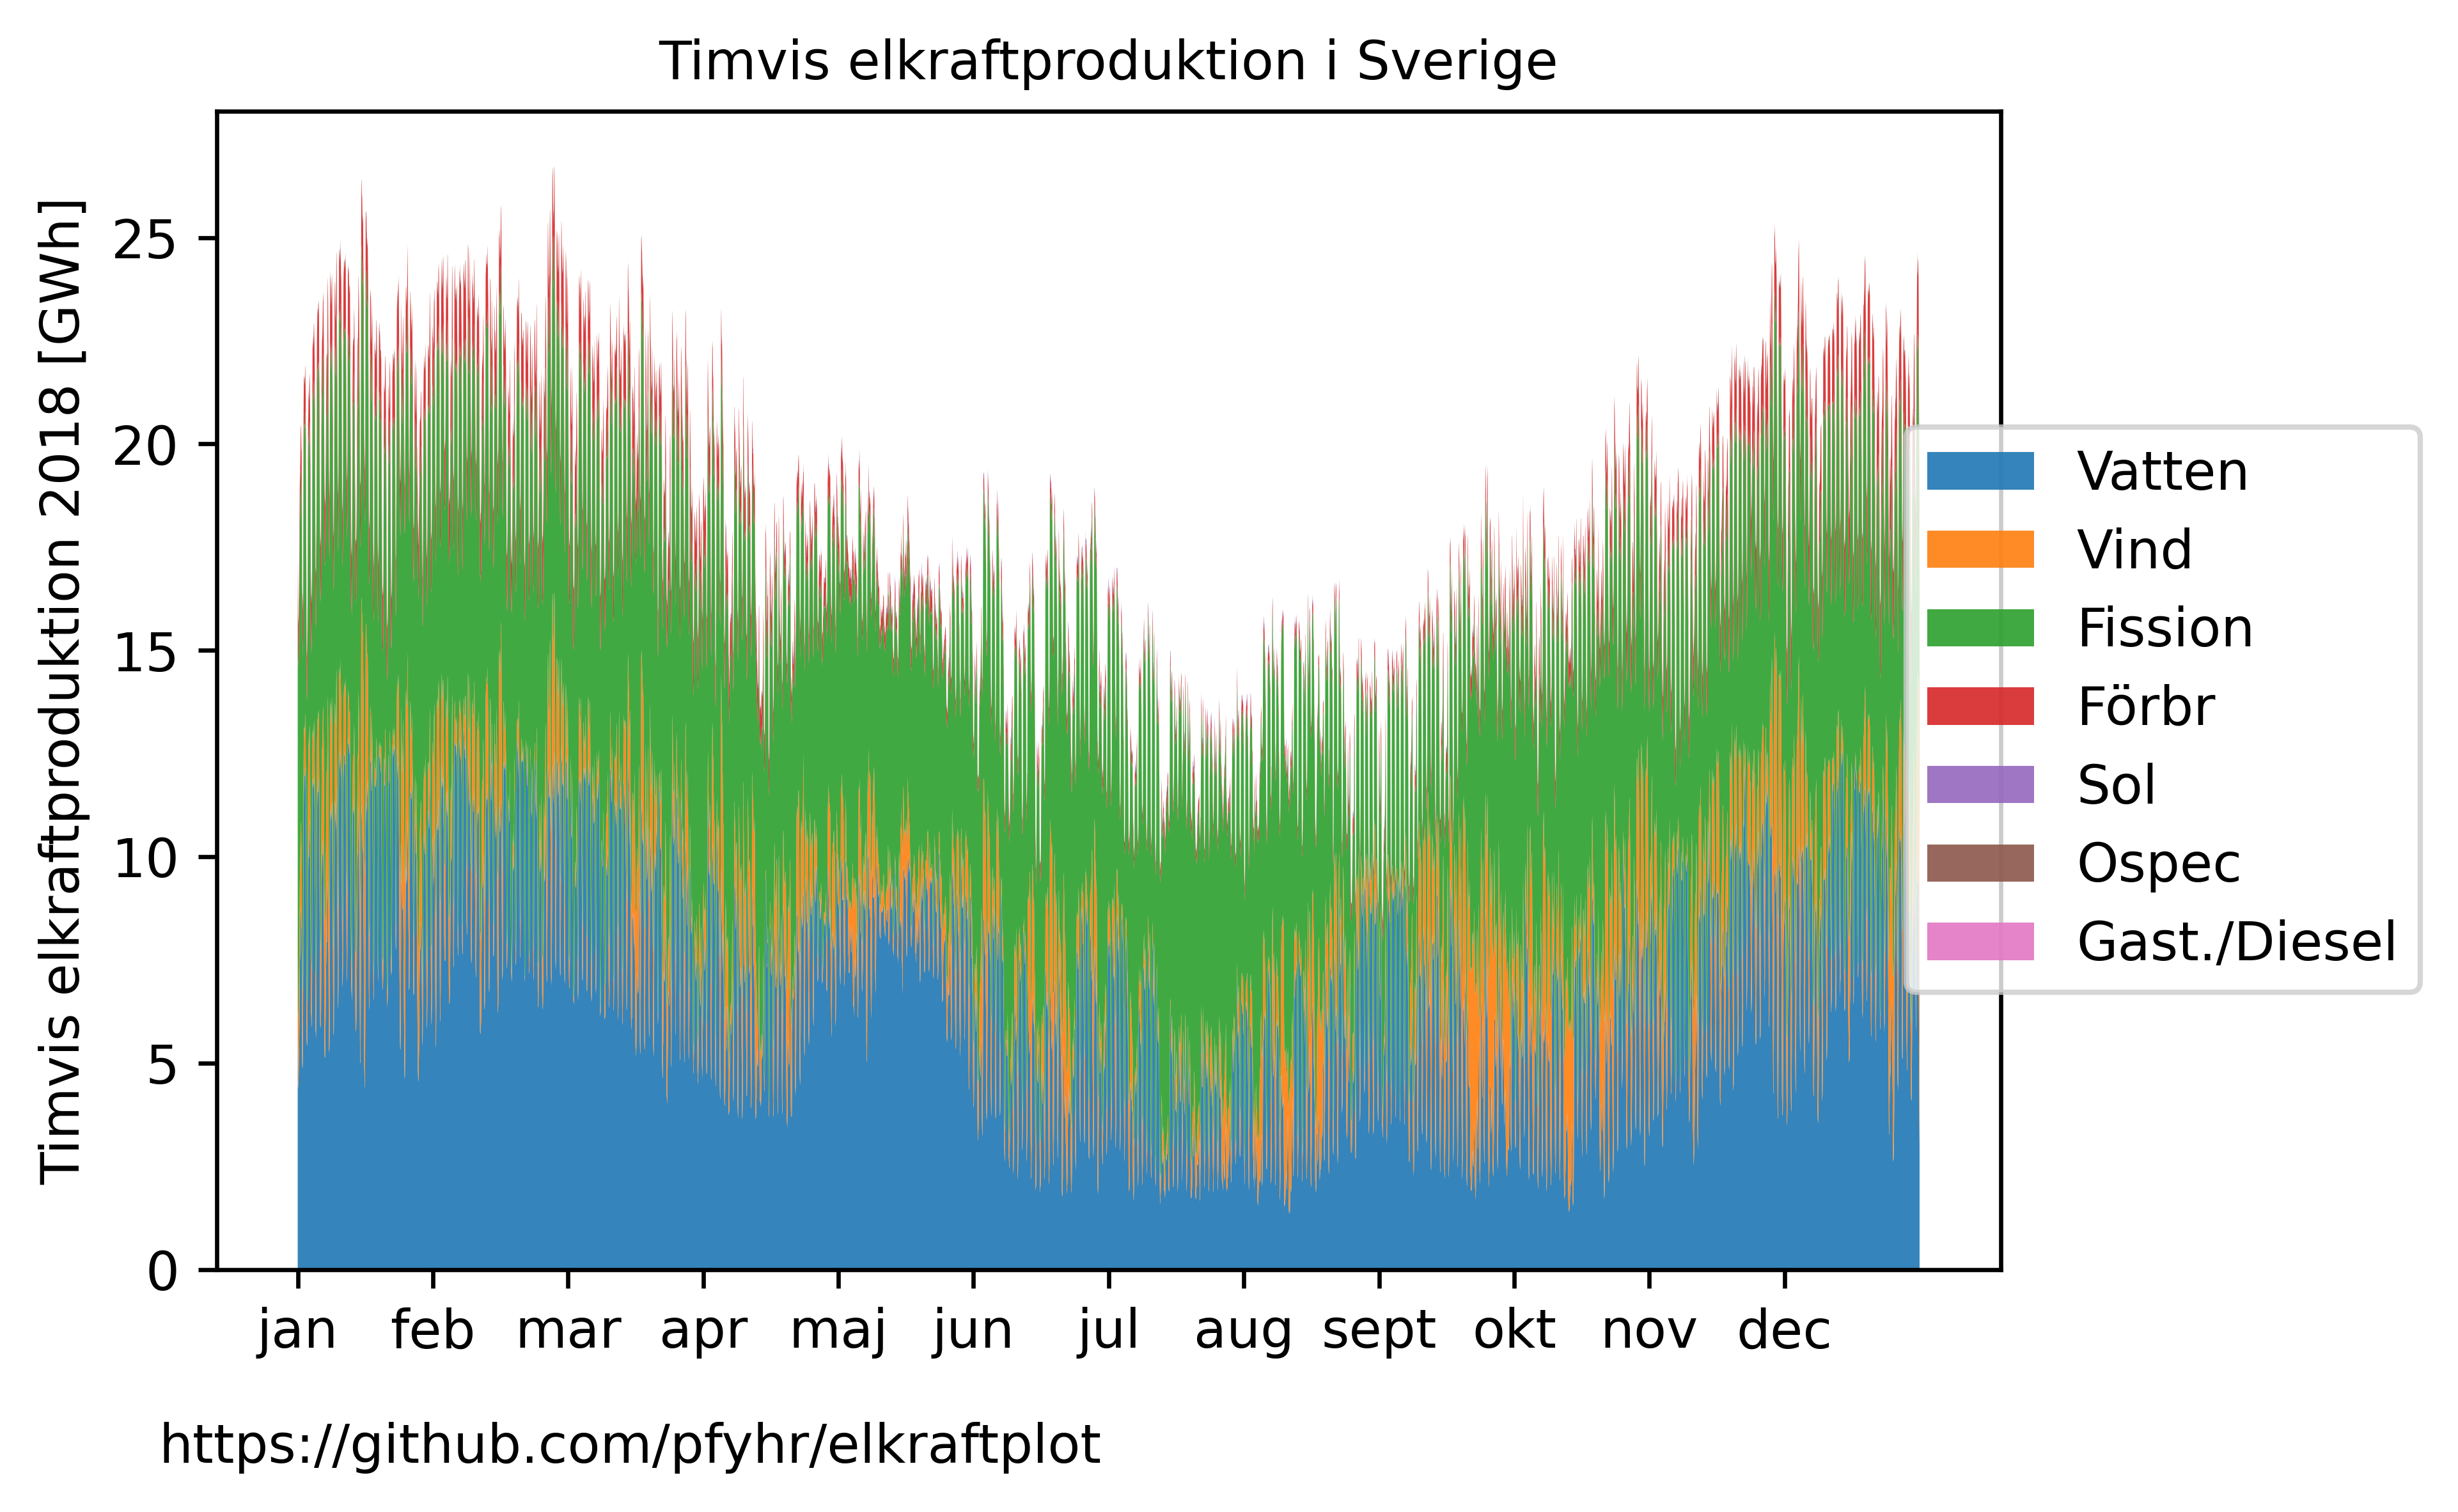 Timvis elkraftproduktion i Sverige
Timvis elkraftproduktion 2018 [GWh]
25
20
15
10
5
0
jan feb mar apr maj jun jul aug sept okt nov dec
Vatten
Vind
Fission
Förbr
Sol
Ospec
Gast./Diesel
https://github.com/pfyhr/elkraftplot